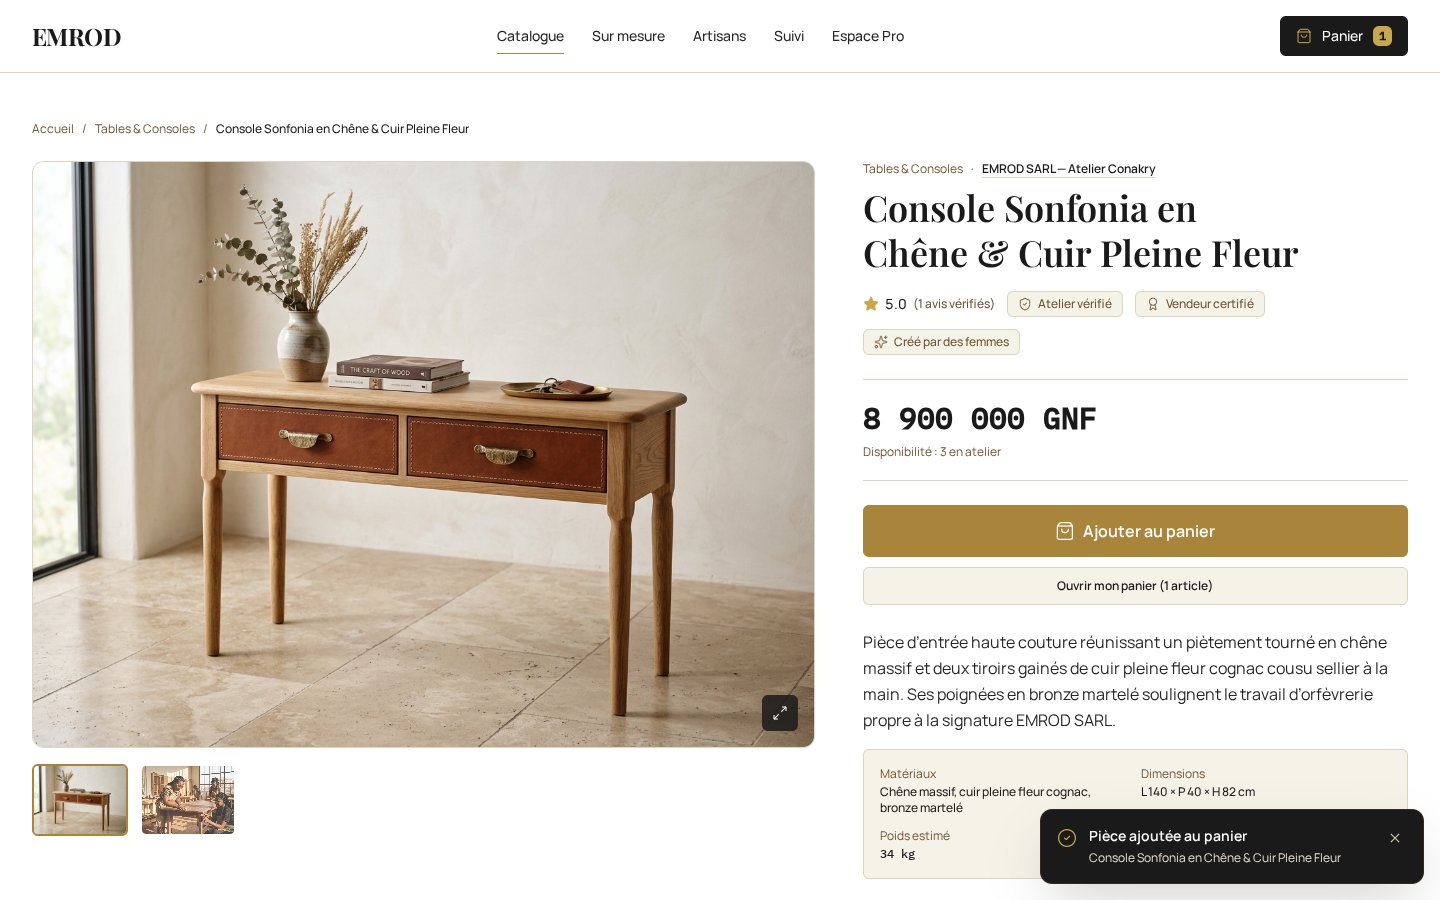 EMROD
Catalogue
Sur mesure
Artisans
Suivi
Espace Pro
Panier 1
Accueil / Tables & Consoles / Console Sonfonia en Chêne & Cuir Pleine Fleur
THE CRAFT OF WOOD
Tables & Consoles · EMROD SARL — Atelier Conakry
Console Sonfonia en
Chêne & Cuir Pleine Fleur
5.0 (1 avis vérifiés)
Atelier vérifié
Vendeur certifié
Créé par des femmes
8 900 000 GNF
Disponibilité : 3 en atelier
Ajouter au panier
Ouvrir mon panier (1 article)
Pièce d’entrée haute couture réunissant un piètement tourné en chêne
massif et deux tiroirs gainés de cuir pleine fleur cognac cousu sellier à la
main. Ses poignées en bronze martelé soulignent le travail d’orfèvrerie
propre à la signature EMROD SARL.
Matériaux
Chêne massif, cuir pleine fleur cognac,
bronze martelé
Dimensions
L 140 × P 40 × H 82 cm
Poids estimé
34 kg
Pièce ajoutée au panier
Console Sonfonia en Chêne & Cuir Pleine Fleur